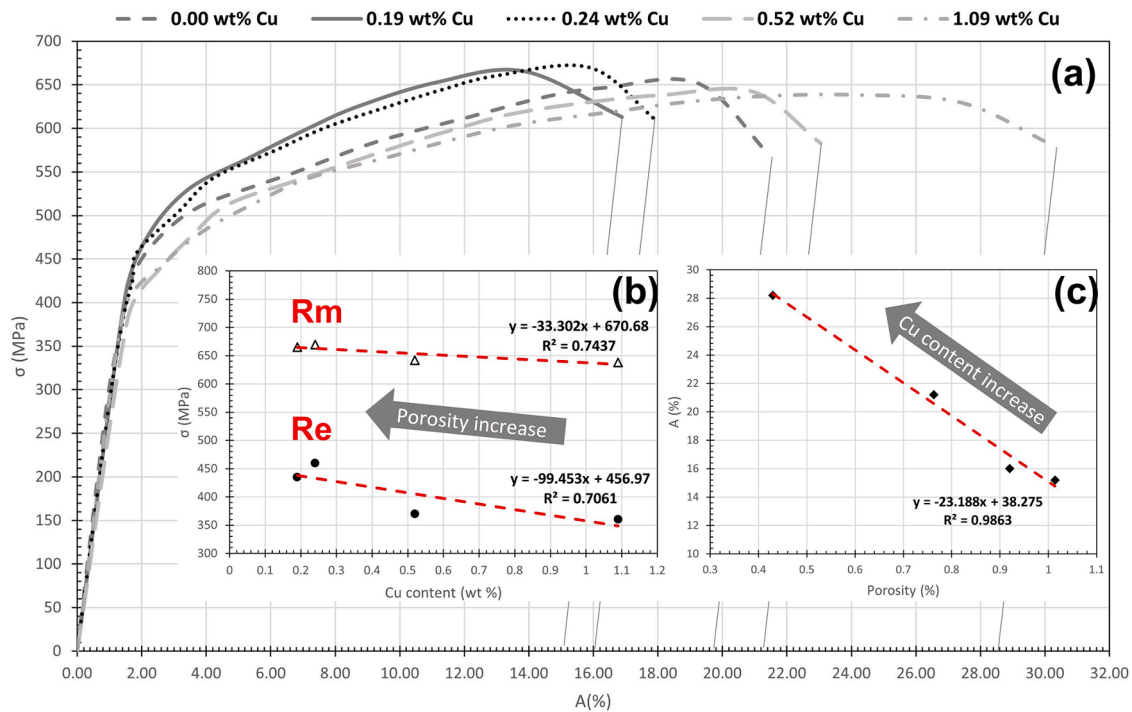 0.00 wt% Cu 0.19 wt% Cu 0.24 wt% Cu 0.52 wt% Cu 1.09 wt% Cu
(a)
σ (MPa)
700
650
600
550
500
450
400
350
300
250
200
150
100
50
0
0.00 2.00 4.00 6.00 8.00 10.00 12.00 14.00 16.00 18.00 20.00 22.00 24.00 26.00 28.00 30.00 32.00
A(%)
(b)
σ (MPa)
800
750
700
650
600
550
500
450
400
350
300
Rm
y = -33.302x + 670.68
R² = 0.7437
Porosity increase
Re
y = -99.453x + 456.97
R² = 0.7061
0 0.1 0.2 0.3 0.4 0.5 0.6 0.7 0.8 0.9 1 1.1 1.2
Cu content (wt %)
(c)
A (%)
30
28
26
24
22
20
18
16
14
12
10
Cu content increase
y = -23.188x + 38.275
R² = 0.9863
0.3 0.4 0.5 0.6 0.7 0.8 0.9 1 1.1
Porosity (%)